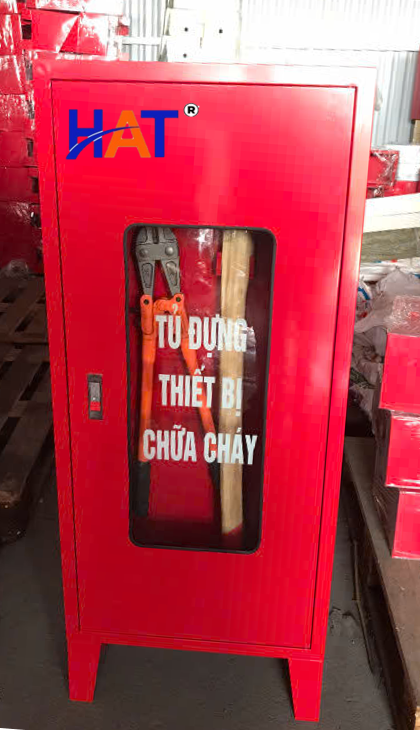 HAT ®
TỦ ĐỰNG
THIẾT BỊ
CHỮA CHÁY